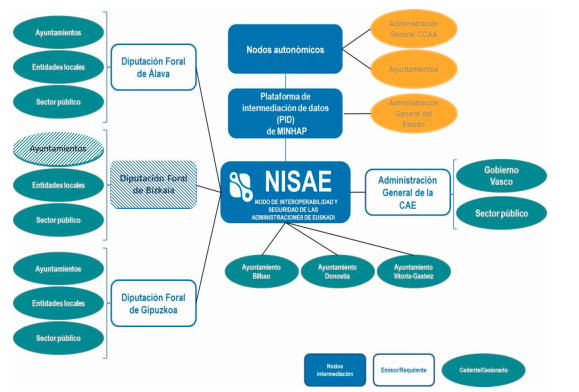 Ayuntamientos
Entidades locales
Sector público
Diputación Foral
de Álava
Ayuntamientos
Entidades locales
Sector público
Diputación Foral
de Bizkaia
Ayuntamientos
Entidades locales
Sector público
Diputación Foral
de Gipuzkoa
Nodos autonómicos
Administración
General CCAA
Ayuntamientos
Plataforma de
intermediación de datos
(PID)
de MINHAP
Administración
General del
Estado
NISAE
NODO DE INTEROPERABILIDAD Y
SEGURIDAD DE LAS
ADMINISTRACIONES DE EUSKADI
Administración
General de la
CAE
Gobierno
Vasco
Sector público
Ayuntamiento
Bilbao
Ayuntamiento
Donostia
Ayuntamiento
Vitoria-Gasteiz
Nodos
intermediación
Emisor/Requirente
Cedente/Cesionario